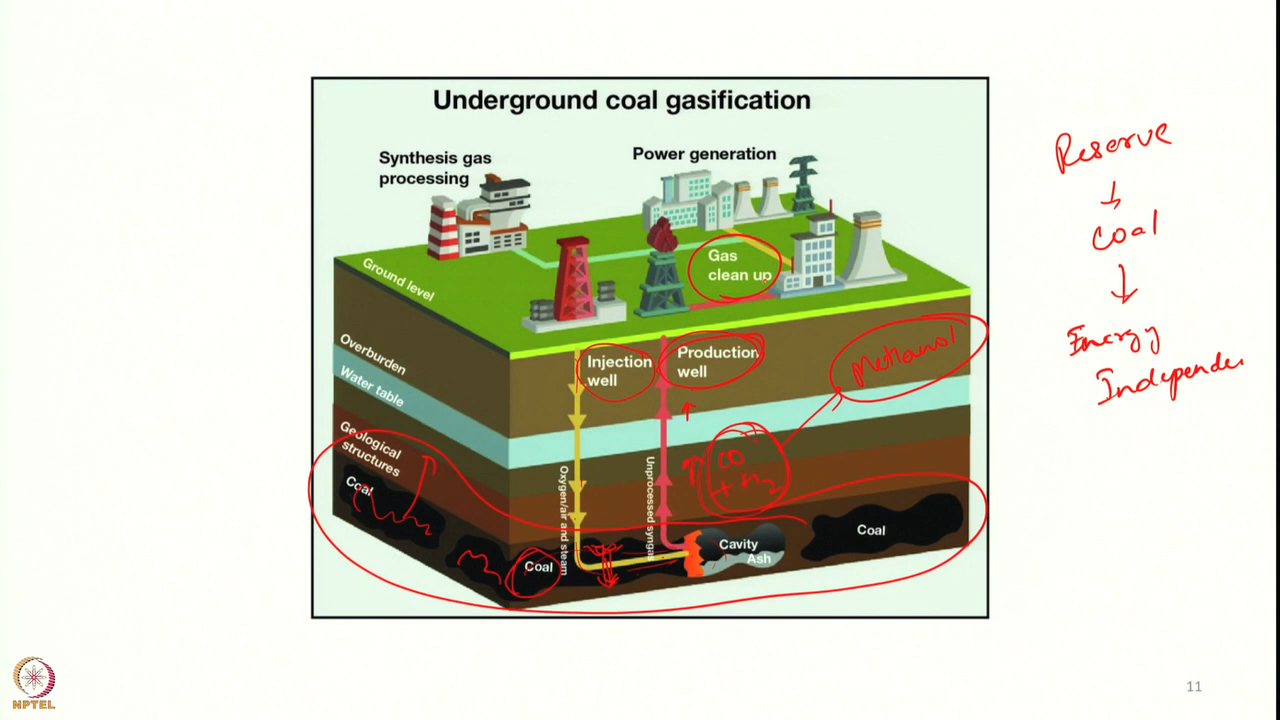 Underground coal gasification
Synthesis gas
processing
Power generation
Gas
clean up
Ground level
Injection
well
Production
well
Overburden
Water table
Geological
structures
Oxygen/air and steam
Unprocessed syngas
Coal
Coal
Coal
Cavity
Ash
CO
+ H2
Methanol
Reserve
Coal
Energy
Independe
NPTEL
11